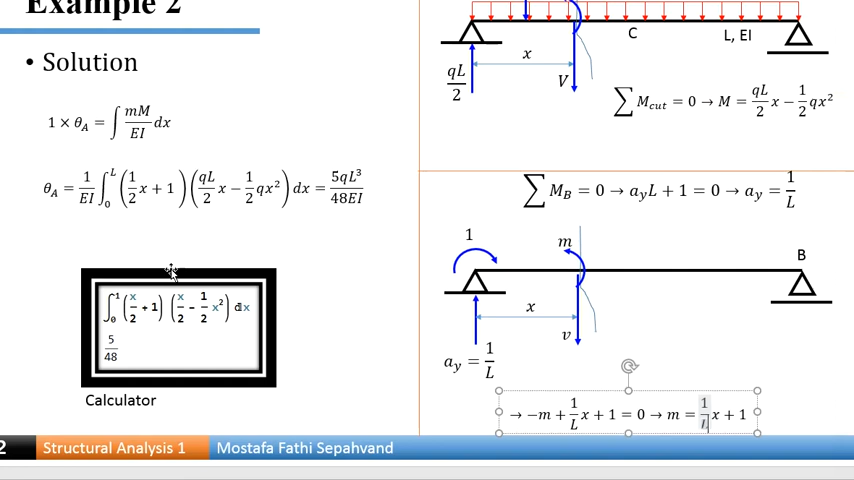 Example 2
• Solution
1 × θ_A = ∫ mM/EI dx
θ_A = 1/EI ∫_0^L (1/2 x + 1) (qL/2 x − 1/2 qx²) dx = 5qL³/48EI
∫_0^1 (x/2 + 1) (x/2 − 1/2 x²) dx
5/48
Calculator
C
L, EI
x
qL/2
V
∑ M_cut = 0 → M = qL/2 x − 1/2 qx²
∑ M_B = 0 → a_y L + 1 = 0 → a_y = 1/L
1
m
B
x
v
a_y = 1/L
→ −m + 1/L x + 1 = 0 → m = 1/L x + 1
2
Structural Analysis 1
Mostafa Fathi Sepahvand